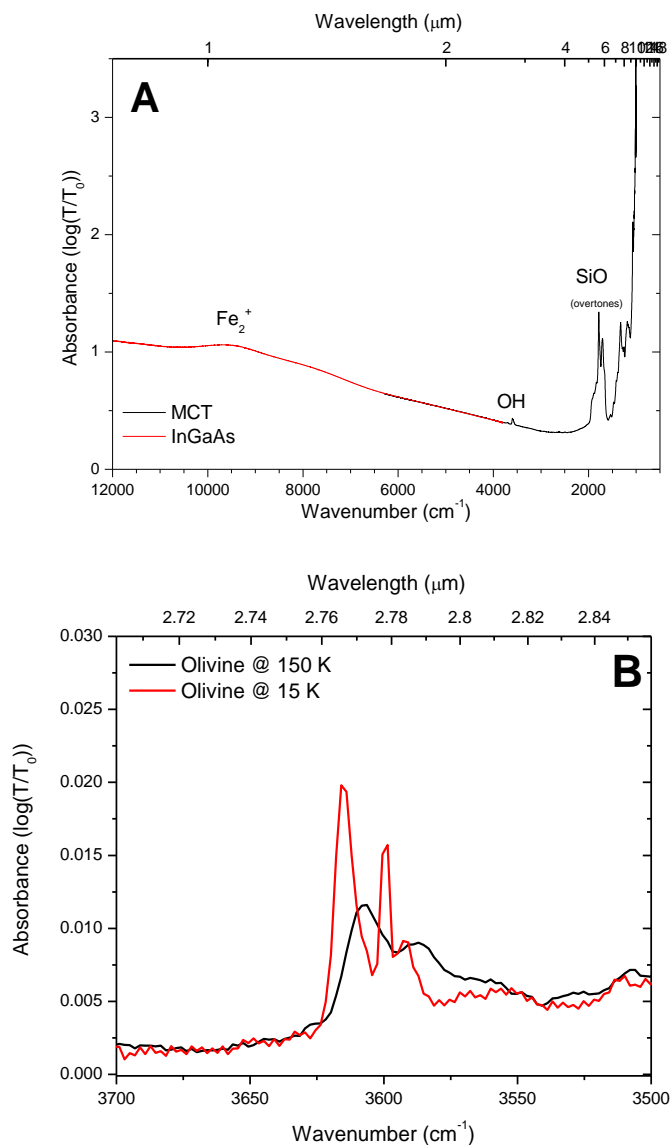 Wavelength (μm)
1 2 4 6 8
A
3
2
1
0
Absorbance (log(T/T₀))
Fe₂⁺
SiO
(overtones)
OH
MCT
InGaAs
12000 10000 8000 6000 4000 2000
Wavenumber (cm⁻¹)
Wavelength (μm)
2.72 2.74 2.76 2.78 2.8 2.82 2.84
0.030
0.025
0.020
0.015
0.010
0.005
0.000
Absorbance (log(T/T₀))
Olivine @ 150 K
Olivine @ 15 K
B
3700 3650 3600 3550 3500
Wavenumber (cm⁻¹)